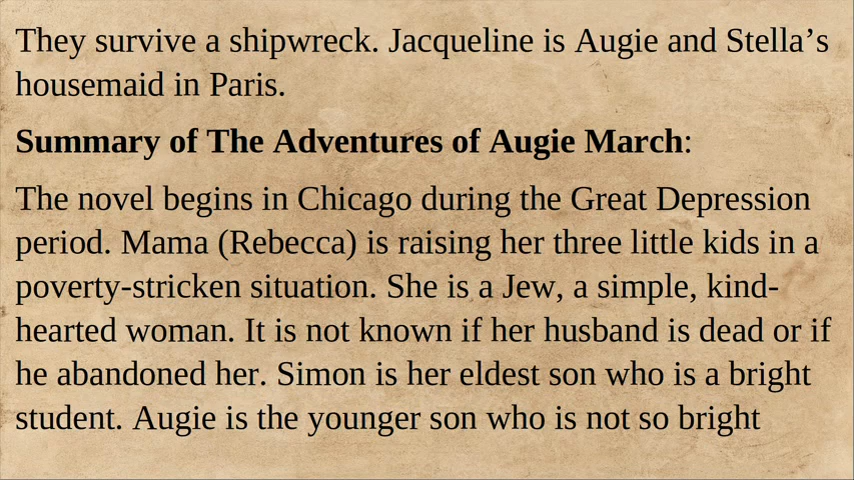 They survive a shipwreck. Jacqueline is Augie and Stella’s
housemaid in Paris.
Summary of The Adventures of Augie March:
The novel begins in Chicago during the Great Depression
period. Mama (Rebecca) is raising her three little kids in a
poverty-stricken situation. She is a Jew, a simple, kind-
hearted woman. It is not known if her husband is dead or if
he abandoned her. Simon is her eldest son who is a bright
student. Augie is the younger son who is not so bright